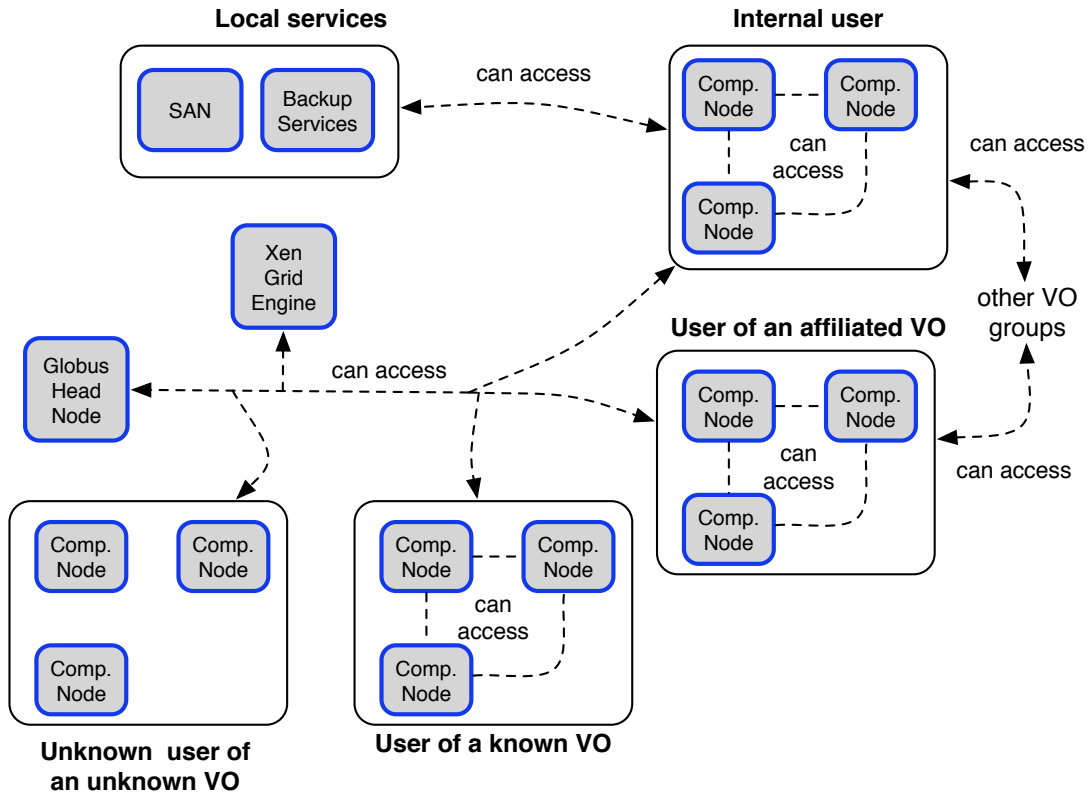 Local services
SAN
Backup
Services
can access
Internal user
Comp.
Node
Comp.
Node
can
access
Comp.
Node
can access
other VO
groups
can access
Xen
Grid
Engine
Globus
Head
Node
can access
User of an affiliated VO
Comp.
Node
Comp.
Node
can
access
Comp.
Node
Comp.
Node
Comp.
Node
Comp.
Node
Unknown user of
an unknown VO
Comp.
Node
Comp.
Node
can
access
Comp.
Node
User of a known VO